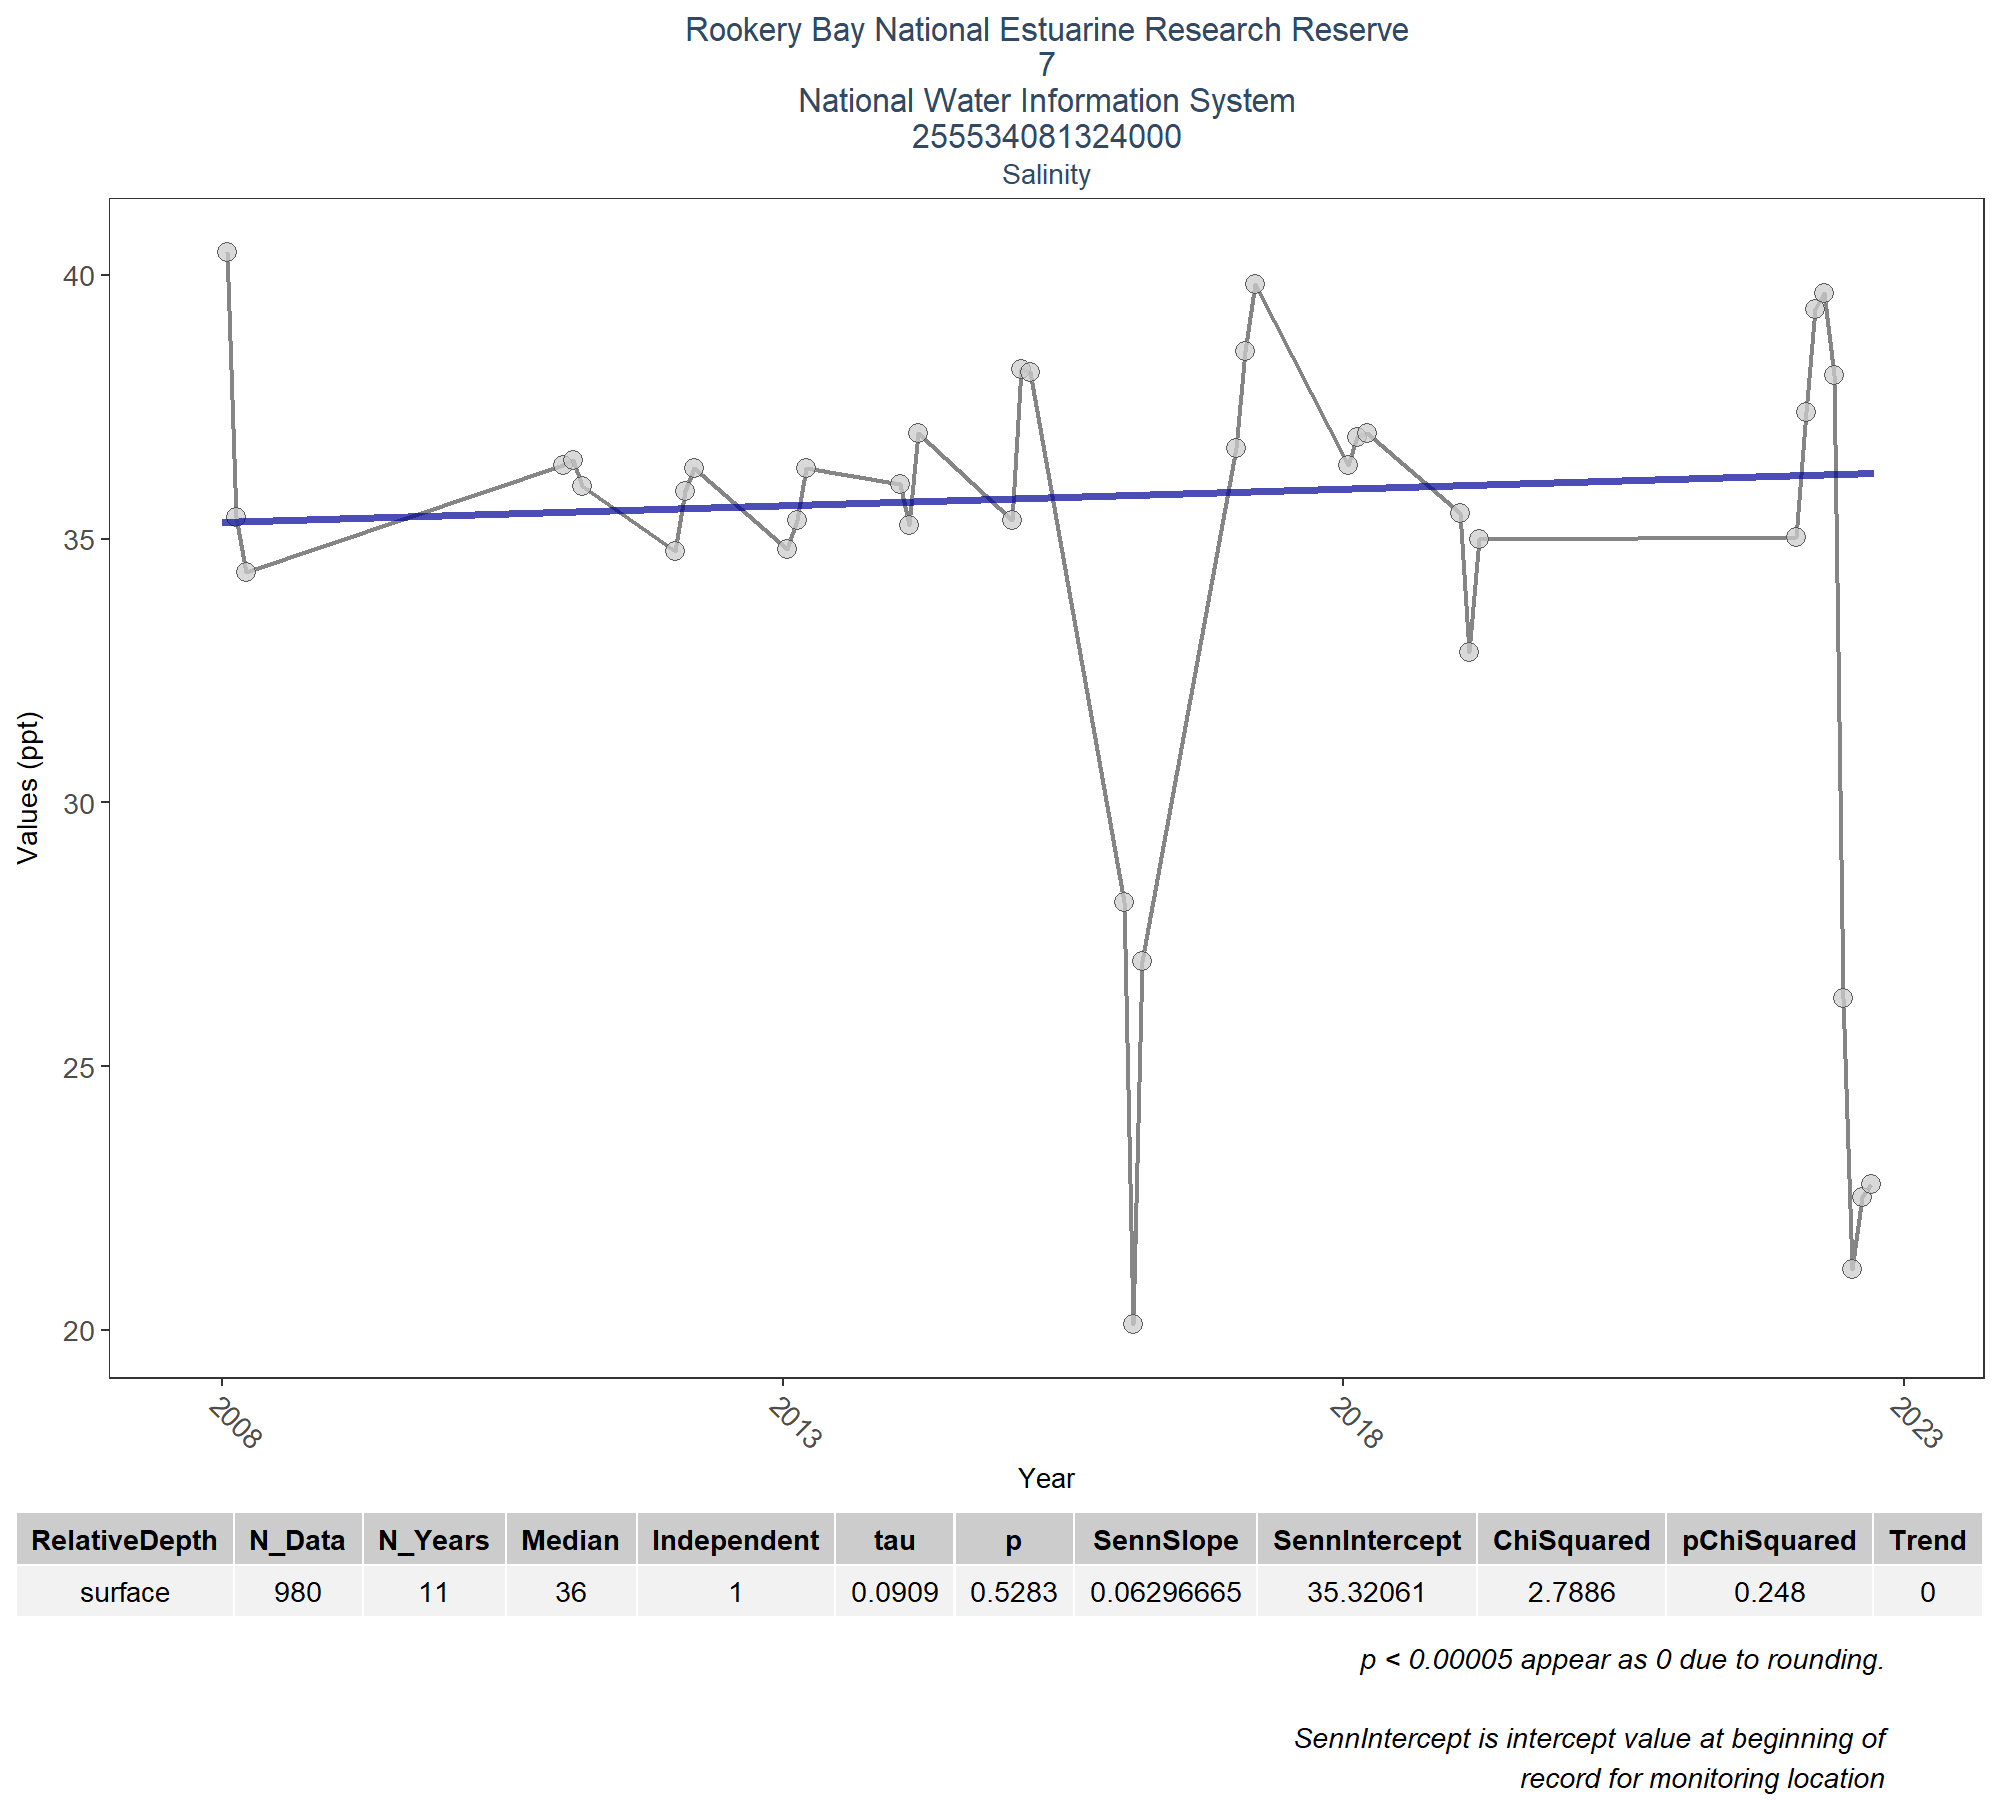 Rookery Bay National Estuarine Research Reserve
7
National Water Information System
255534081324000
Salinity
40
35
30
25
20
Values (ppt)
2008 2013 2018 2023
Year
RelativeDepth N_Data N_Years Median Independent tau p SennSlope SennIntercept ChiSquared pChiSquared Trend
surface 980 11 36 1 0.0909 0.5283 0.06296665 35.32061 2.7886 0.248 0
p < 0.00005 appear as 0 due to rounding.
SennIntercept is intercept value at beginning of
record for monitoring location